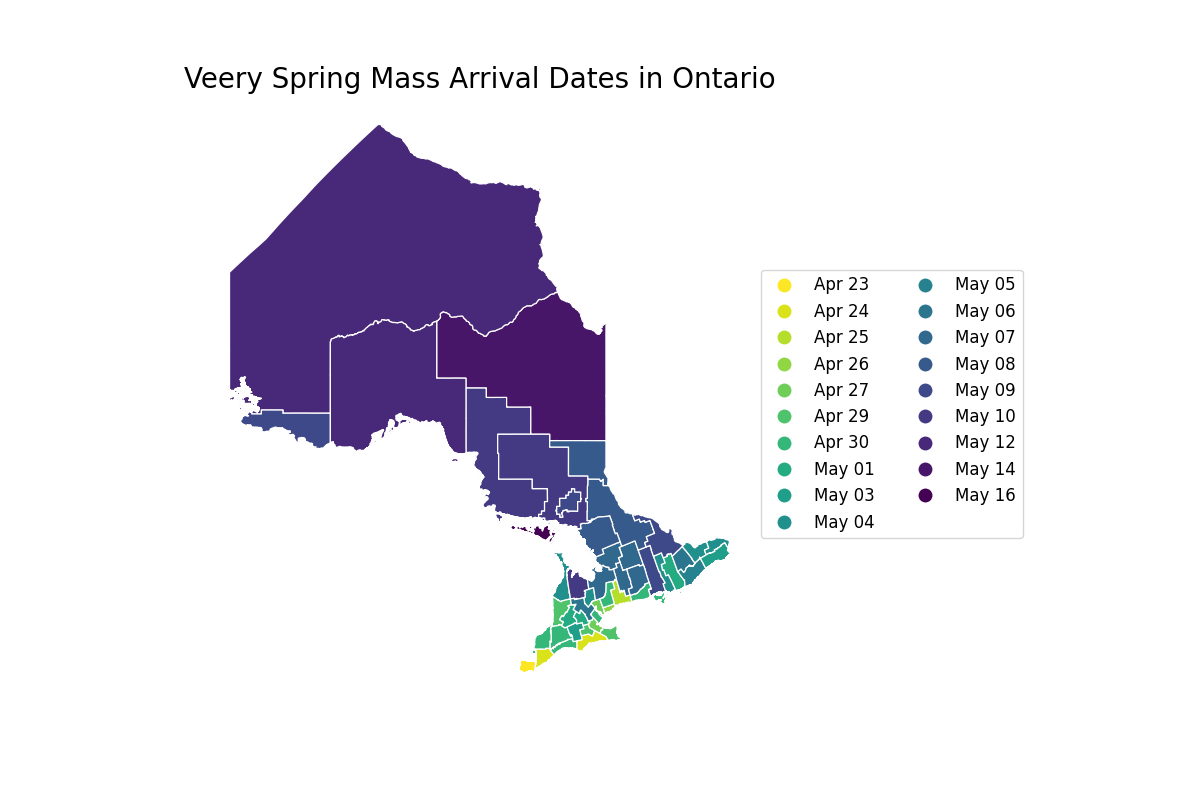 Veery Spring Mass Arrival Dates in Ontario
Apr 23
Apr 24
Apr 25
Apr 26
Apr 27
Apr 29
Apr 30
May 01
May 03
May 04
May 05
May 06
May 07
May 08
May 09
May 10
May 12
May 14
May 16